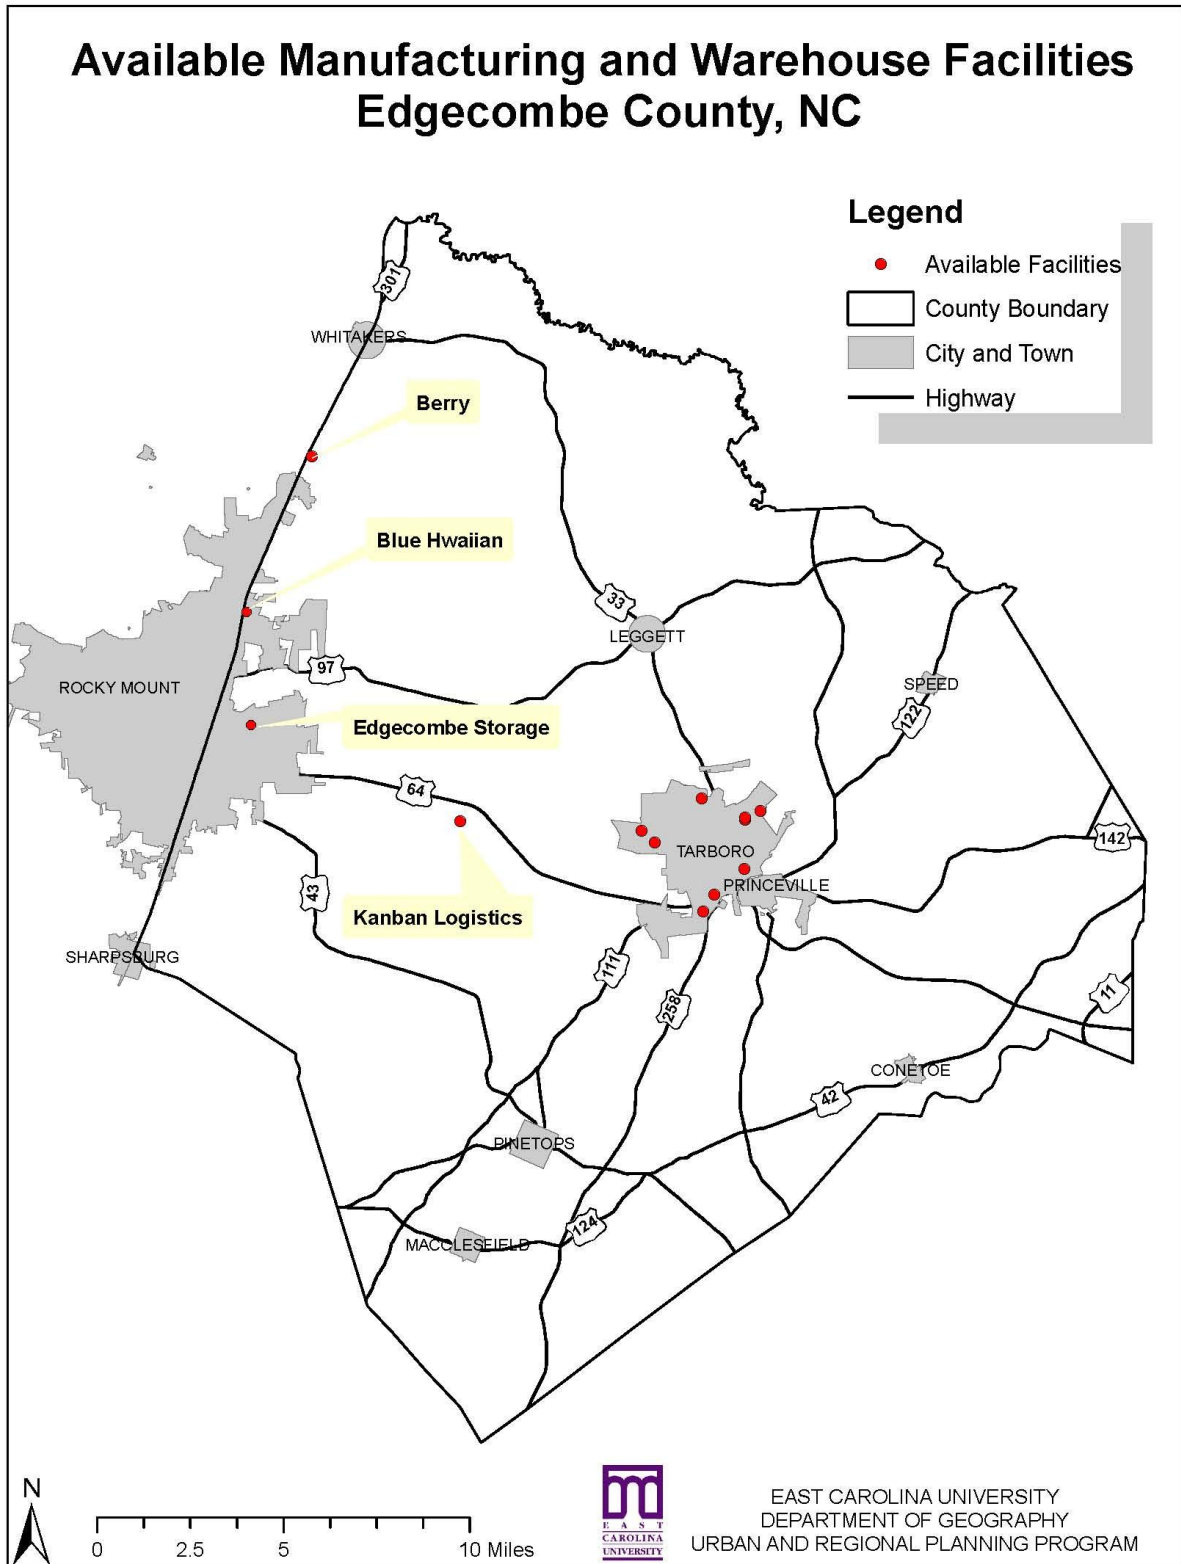 Available Manufacturing and Warehouse Facilities
Edgecombe County, NC
Legend
Available Facilities
County Boundary
City and Town
Highway
301
WHITAKERS
Berry
Blue Hwaiian
33
LEGGETT
97
ROCKY MOUNT
SPEED
122
Edgecombe Storage
64
142
TARBORO
PRINCEVILLE
43
Kanban Logistics
SHARPSBURG
111
258
11
CONETOE
42
PINETOPS
124
MACCLESFIELD
N
0 2.5 5 10 Miles
EAST
CAROLINA
UNIVERSITY
EAST CAROLINA UNIVERSITY
DEPARTMENT OF GEOGRAPHY
URBAN AND REGIONAL PLANNING PROGRAM